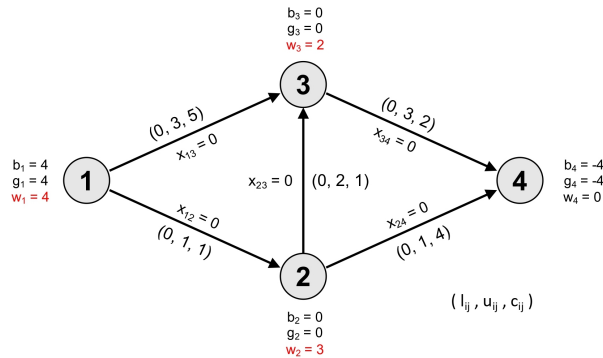 b₃ = 0
g₃ = 0
w₃ = 2
3
(0, 3, 5)
x₁₃ = 0
(0, 3, 2)
x₃₄ = 0
b₁ = 4
g₁ = 4
w₁ = 4
1
x₂₃ = 0
(0, 2, 1)
4
b₄ = -4
g₄ = -4
w₄ = 0
x₁₂ = 0
(0, 1, 1)
x₂₄ = 0
(0, 1, 4)
2
( lᵢⱼ , uᵢⱼ , cᵢⱼ )
b₂ = 0
g₂ = 0
w₂ = 3